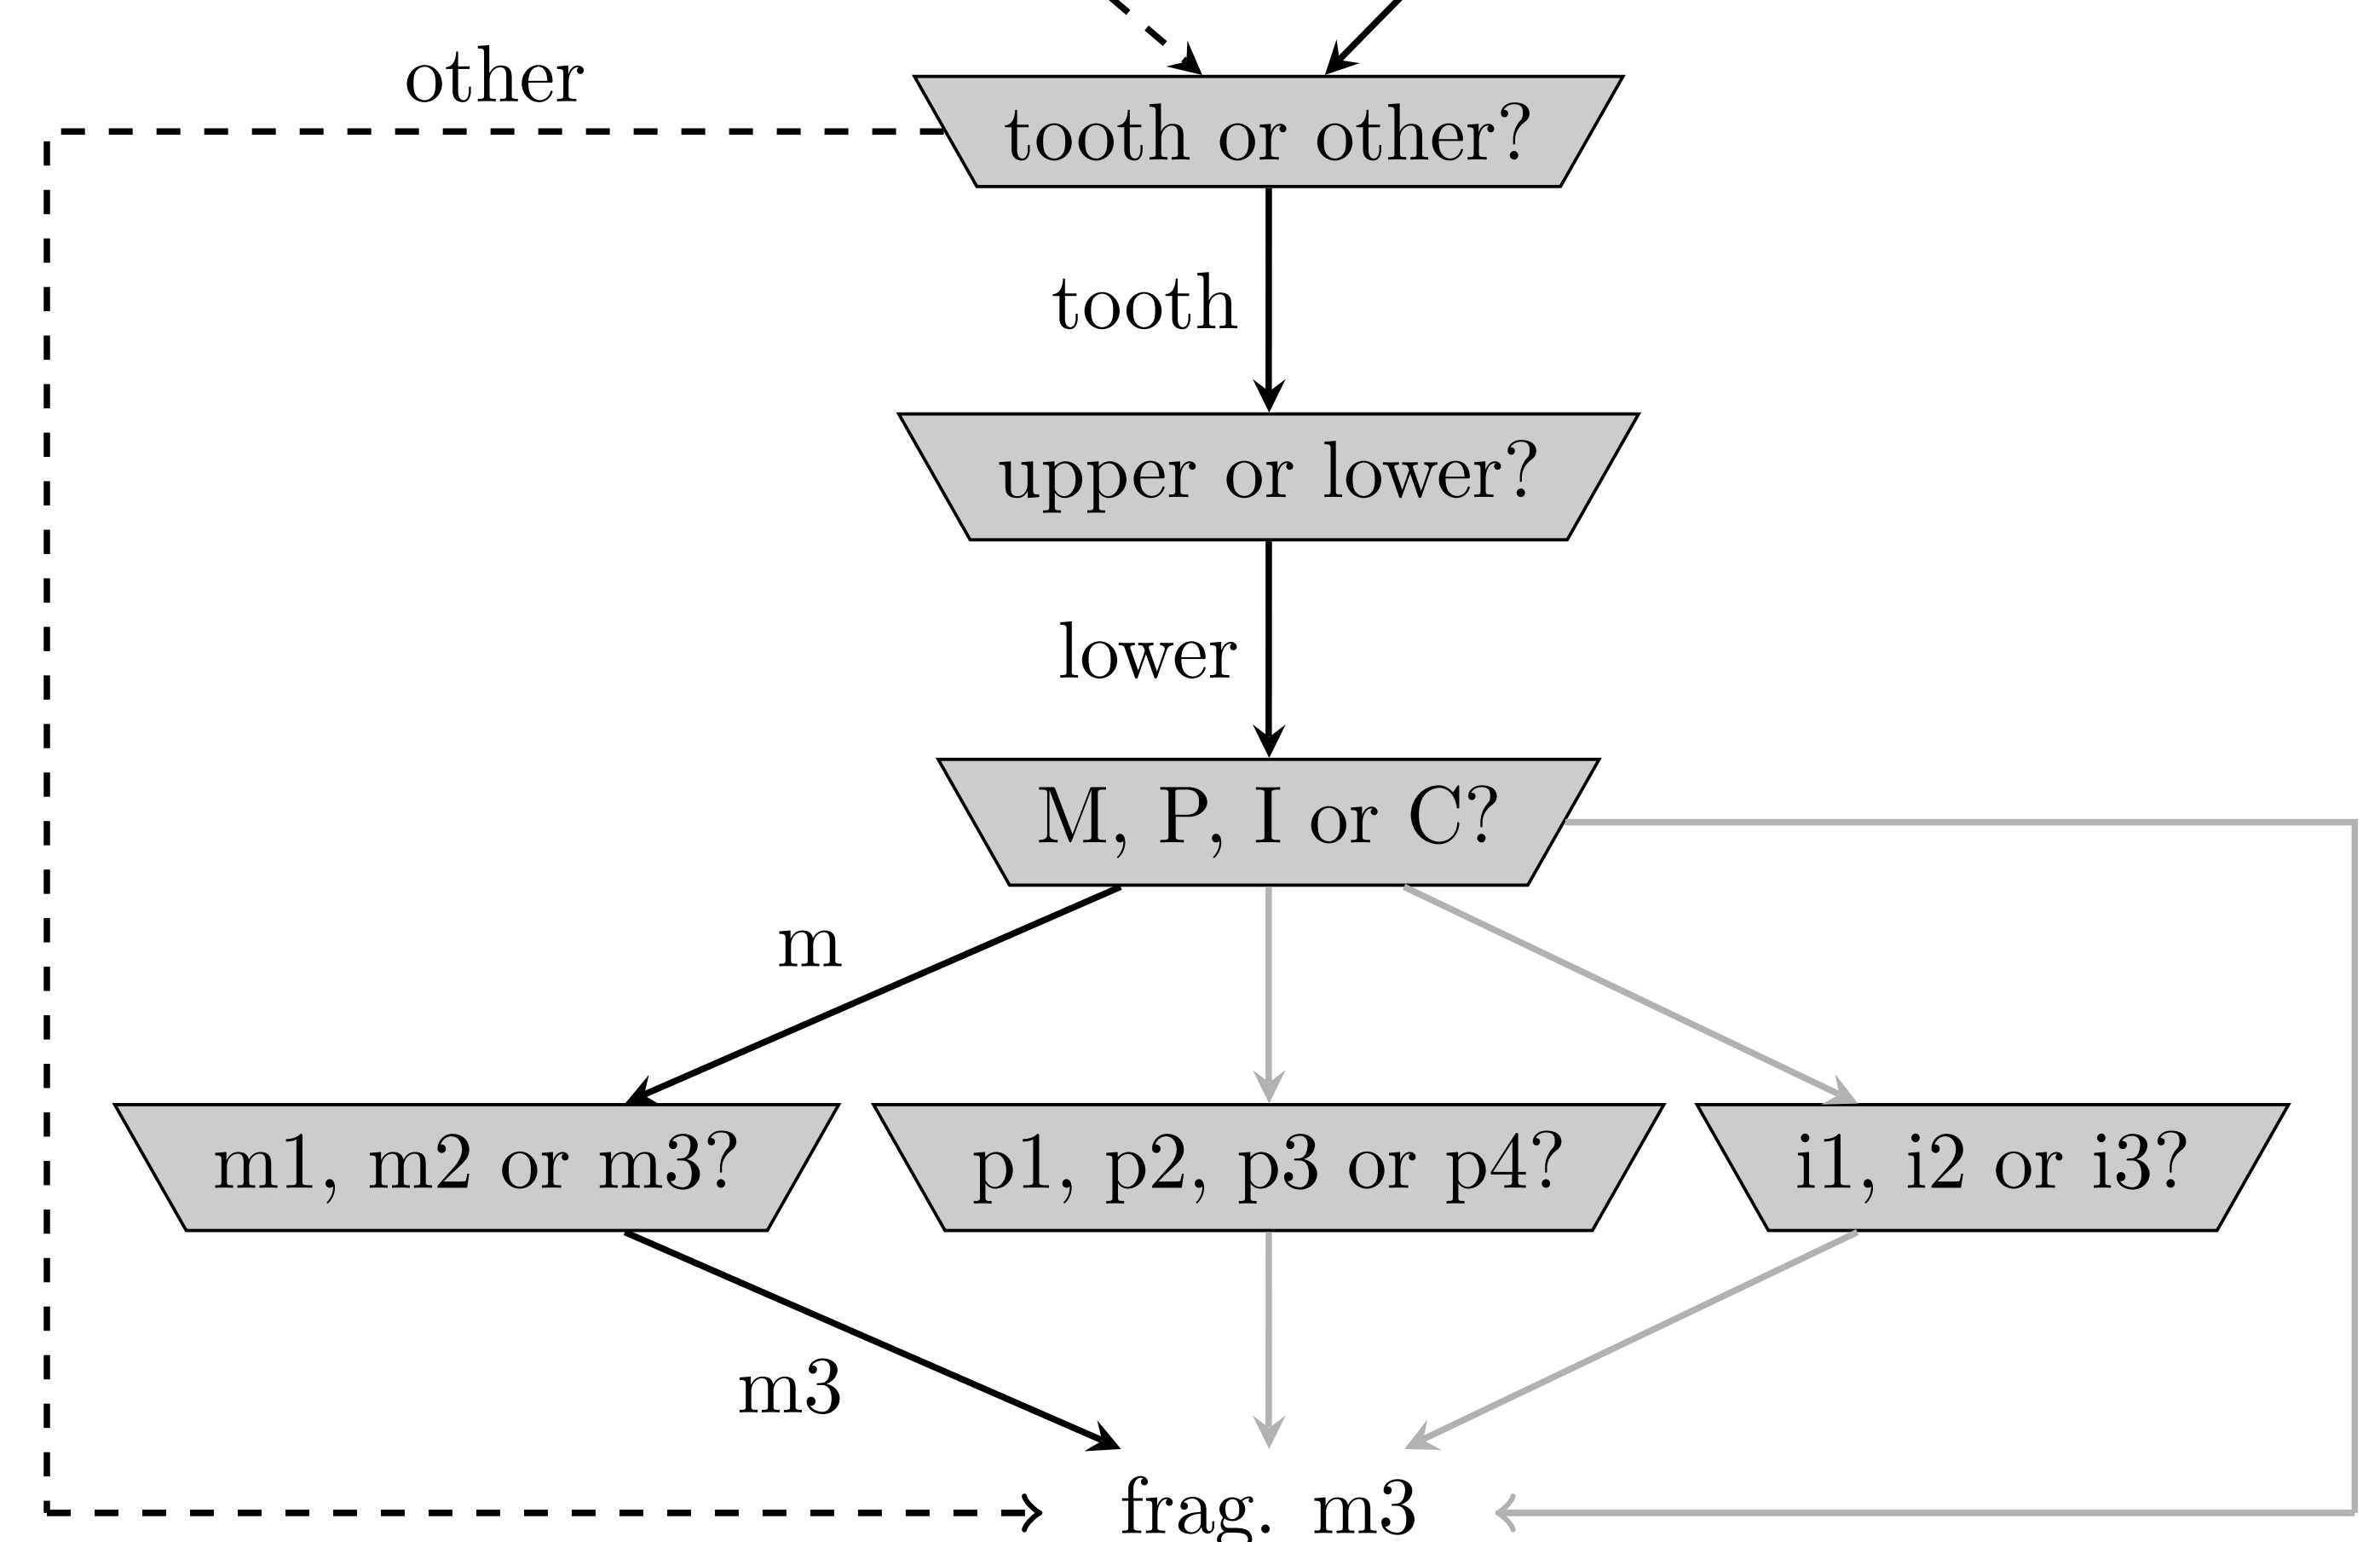 other
tooth or other?
tooth
upper or lower?
lower
M, P, I or C?
m
m1, m2 or m3?
p1, p2, p3 or p4?
i1, i2 or i3?
m3
frag. m3